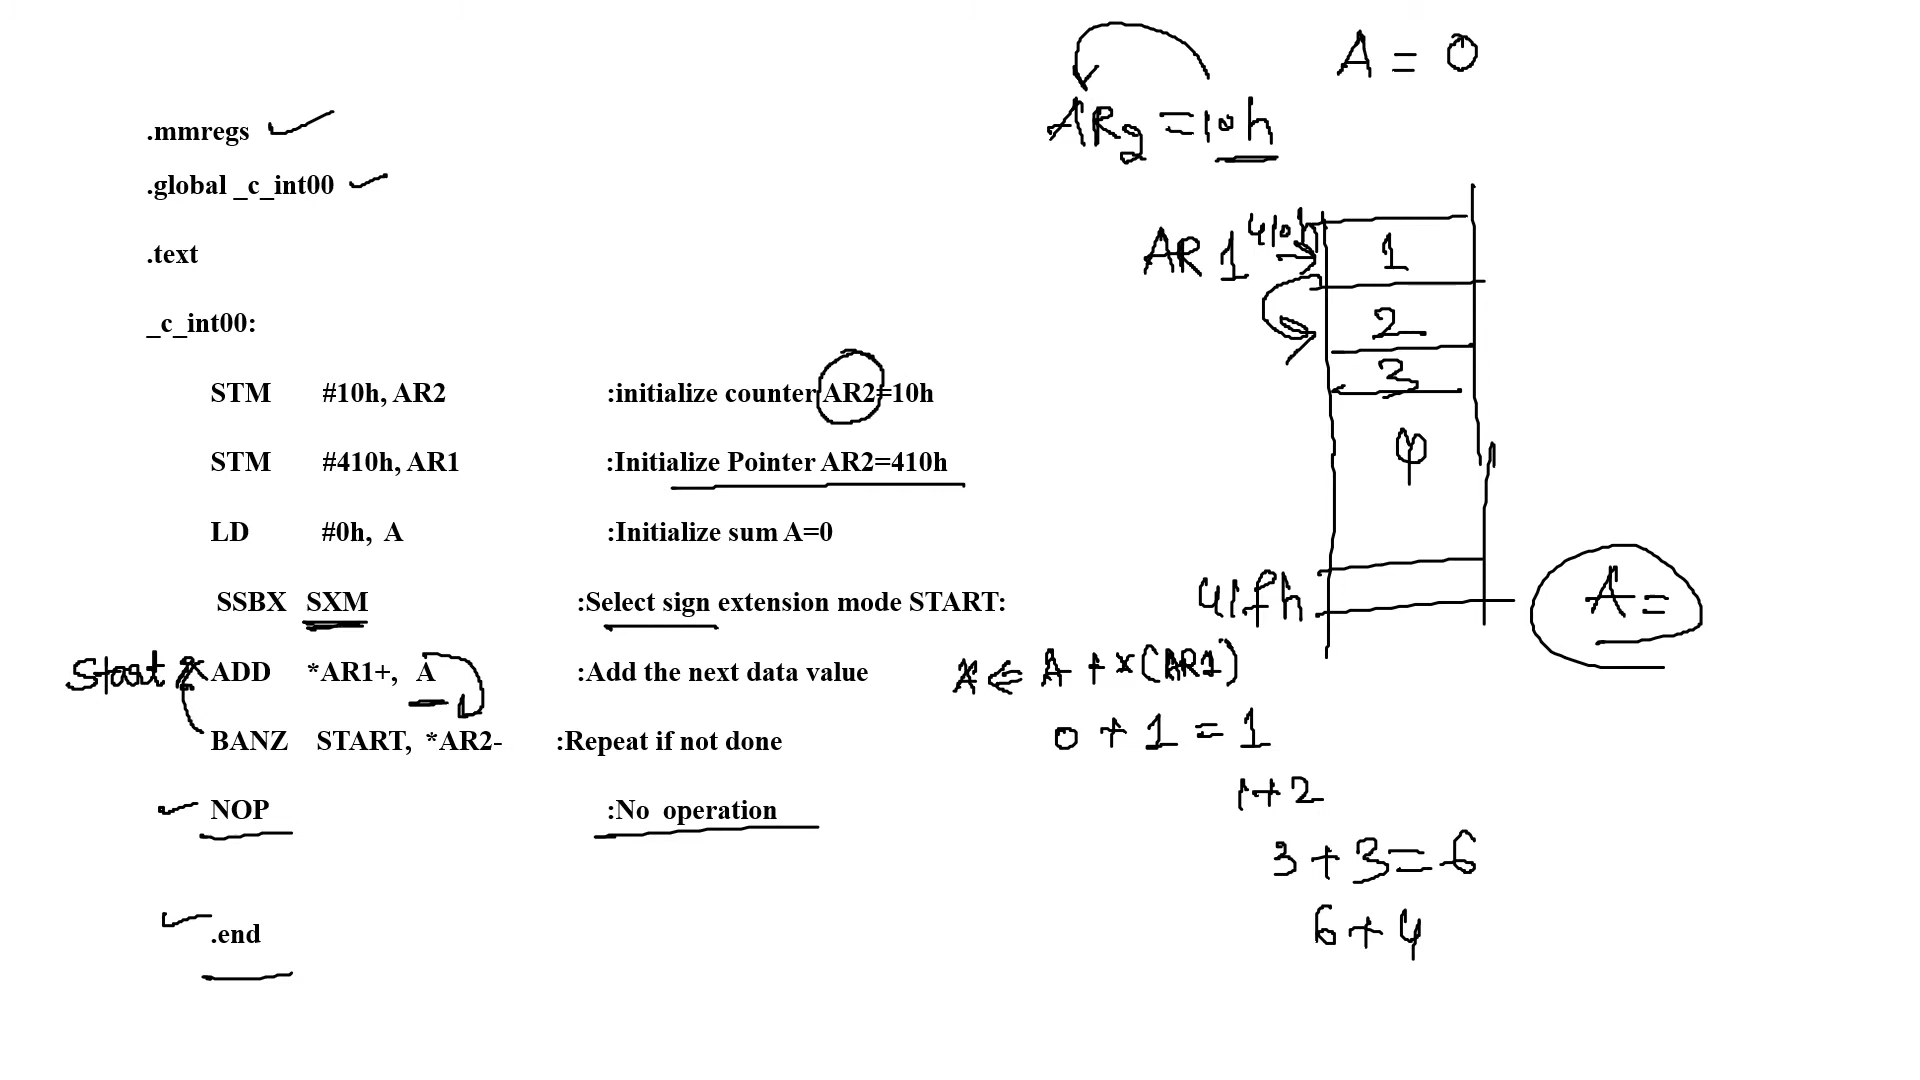 A = 0
AR2 = 10h
.mmregs
.global _c_int00
AR1 410h 1
.text
2
_c_int00:
3
STM #10h, AR2 :initialize counter AR2=10h
4
STM #410h, AR1 :Initialize Pointer AR2=410h
LD #0h, A :Initialize sum A=0
41fh A =
SSBX SXM :Select sign extension mode START:
Start ADD *AR1+, A :Add the next data value
A ⇐ A + *(AR1)
BANZ START, *AR2- :Repeat if not done
0 + 1 = 1
1+2
NOP :No operation
3 + 3 = 6
6 + 4
.end